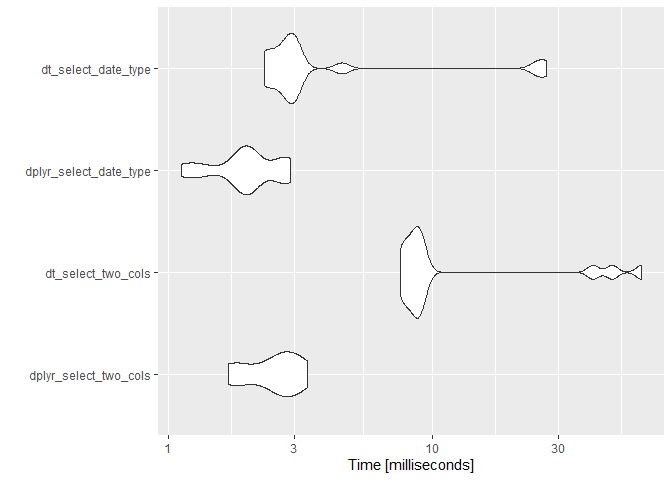 dt_select_date_type
dplyr_select_date_type
dt_select_two_cols
dplyr_select_two_cols
1 3 10 30
Time [milliseconds]